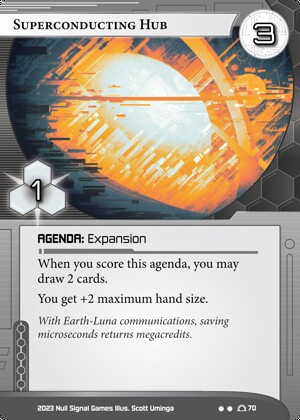 Superconducting Hub
3
1
AGENDA: Expansion
When you score this agenda, you may
draw 2 cards.
You get +2 maximum hand size.
With Earth-Luna communications, saving
microseconds returns megacredits.
2023 Null Signal Games Illus. Scott Uminga
70